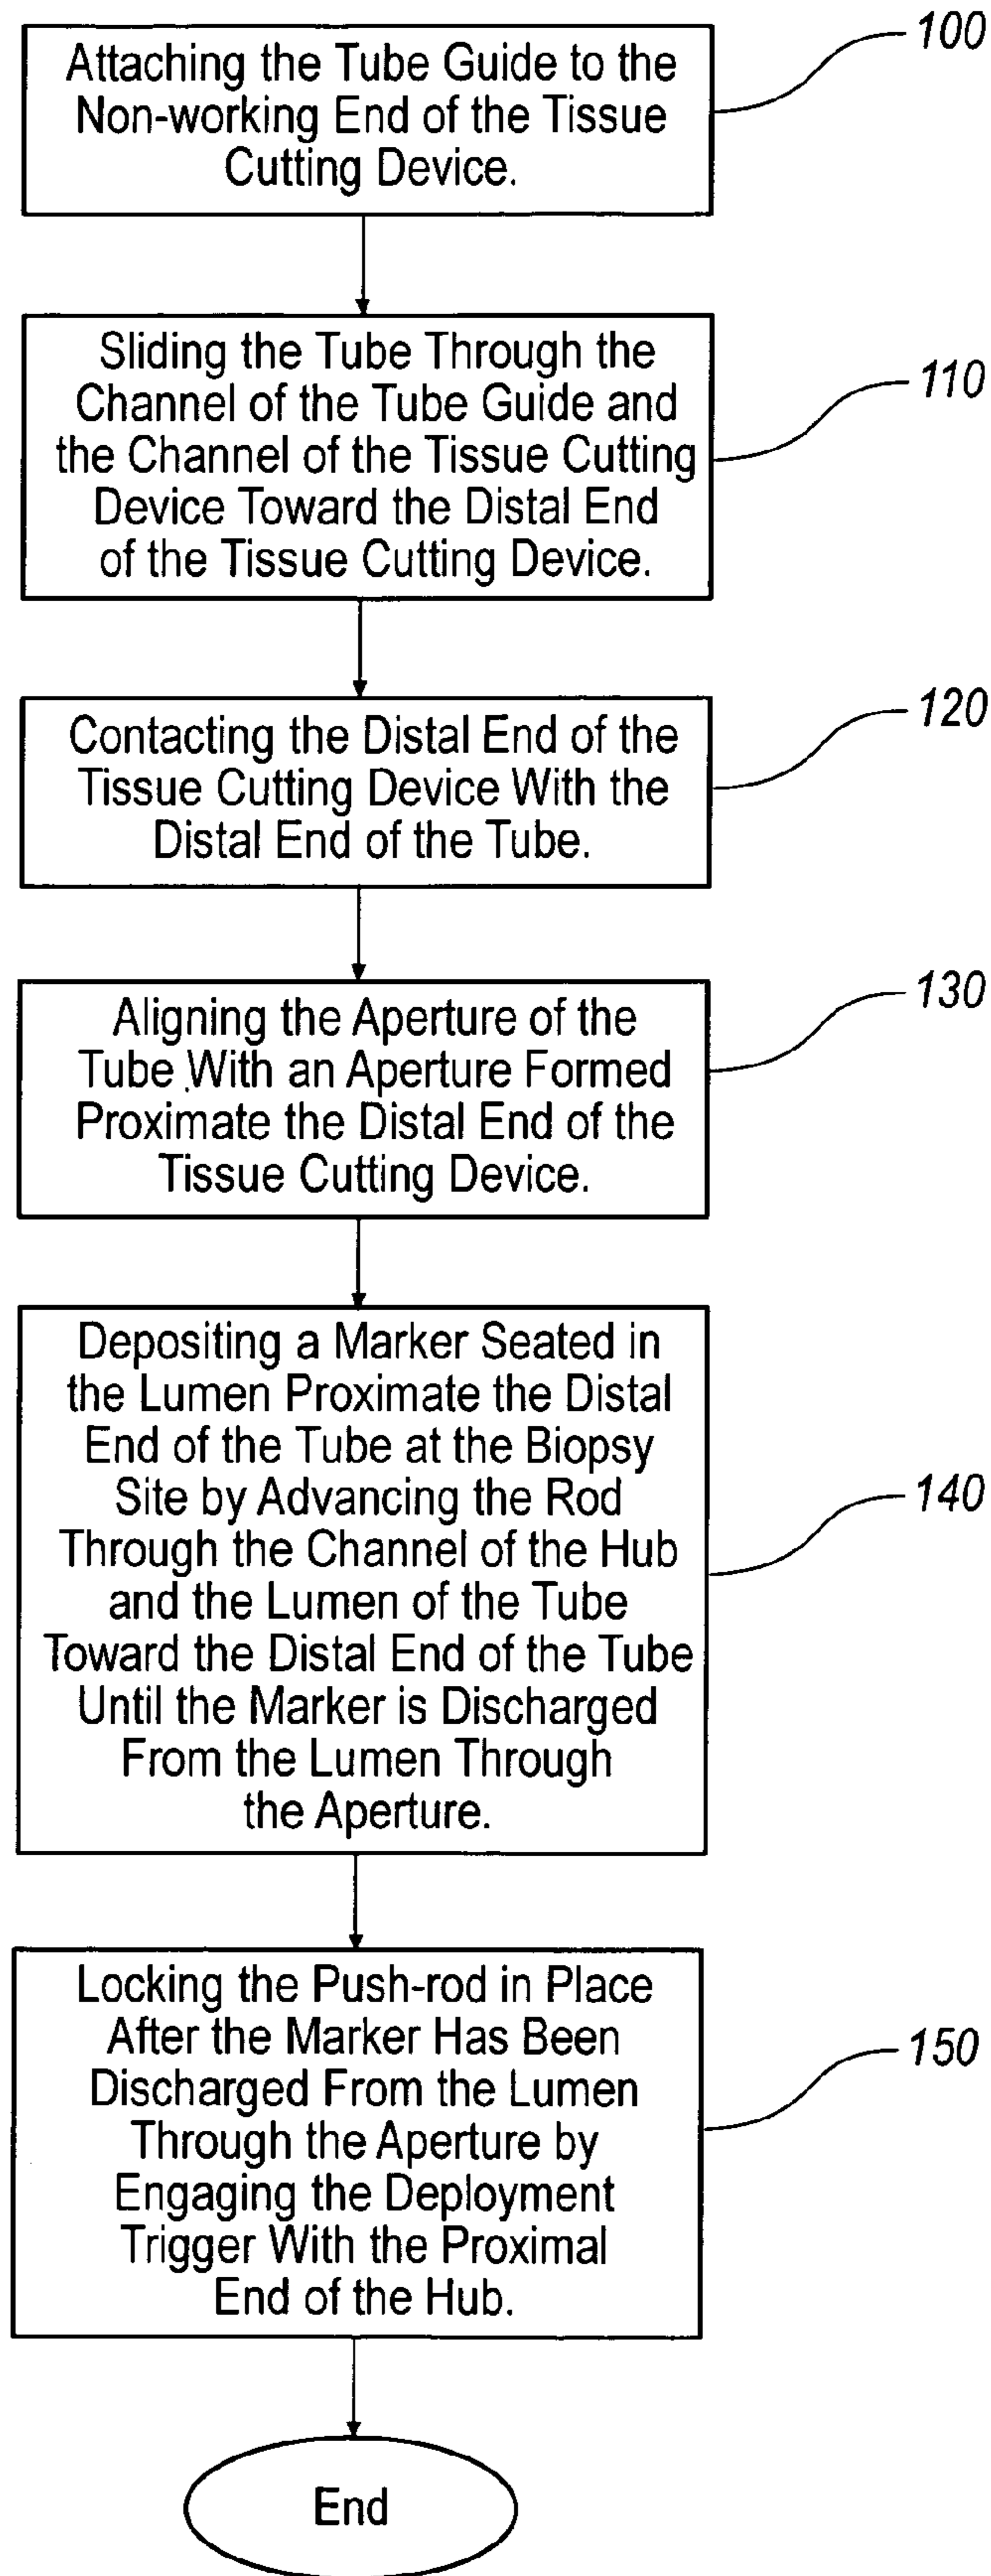 100
Attaching the Tube Guide to the
Non-working End of the Tissue
Cutting Device.
110
Sliding the Tube Through the
Channel of the Tube Guide and
the Channel of the Tissue Cutting
Device Toward the Distal End
of the Tissue Cutting Device.
120
Contacting the Distal End of the
Tissue Cutting Device With the
Distal End of the Tube.
130
Aligning the Aperture of the
Tube With an Aperture Formed
Proximate the Distal End of the
Tissue Cutting Device.
140
Depositing a Marker Seated in
the Lumen Proximate the Distal
End of the Tube at the Biopsy
Site by Advancing the Rod
Through the Channel of the Hub
and the Lumen of the Tube
Toward the Distal End of the Tube
Until the Marker is Discharged
From the Lumen Through
the Aperture.
150
Locking the Push-rod in Place
After the Marker Has Been
Discharged From the Lumen
Through the Aperture by
Engaging the Deployment
Trigger With the Proximal
End of the Hub.
End